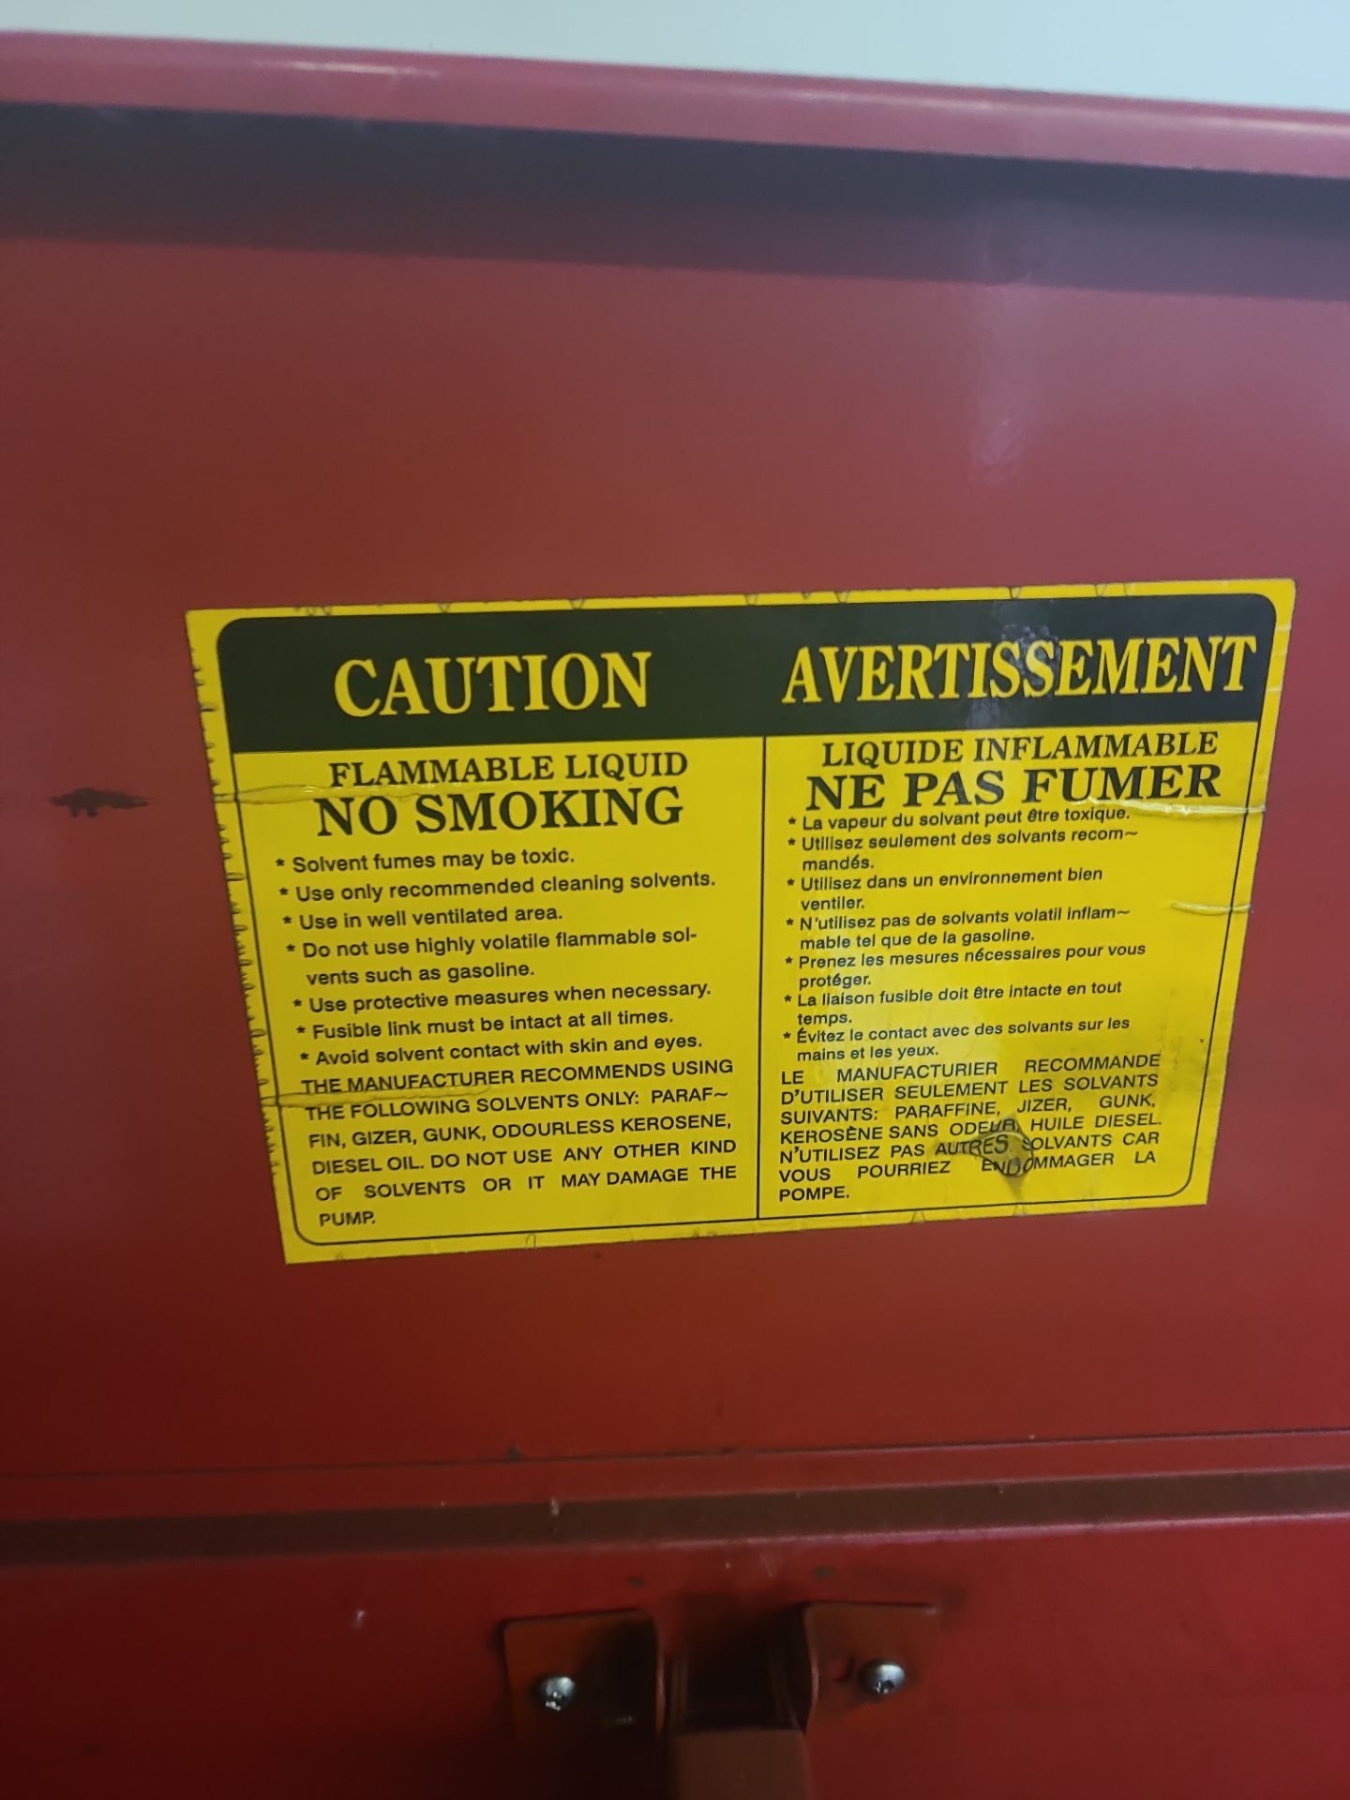 CAUTION
FLAMMABLE LIQUID
NO SMOKING
* Solvent fumes may be toxic.
* Use only recommended cleaning solvents.
* Use in well ventilated area.
* Do not use highly volatile flammable sol-
vents such as gasoline.
* Use protective measures when necessary.
* Fusible link must be intact at all times.
* Avoid solvent contact with skin and eyes.
THE MANUFACTURER RECOMMENDS USING
THE FOLLOWING SOLVENTS ONLY: PARAF~
FIN, GIZER, GUNK, ODOURLESS KEROSENE,
DIESEL OIL. DO NOT USE ANY OTHER KIND
OF SOLVENTS OR IT MAY DAMAGE THE
PUMP.
AVERTISSEMENT
LIQUIDE INFLAMMABLE
NE PAS FUMER
* La vapeur du solvant peut être toxique.
* Utilisez seulement des solvants recom~
mandés.
* Utilisez dans un environnement bien
ventiler.
* N'utilisez pas de solvants volatil inflam~
mable tel que de la gasoline.
* Prenez les mesures nécessaires pour vous
protéger.
* La liaison fusible doit être intacte en tout
temps.
* Évitez le contact avec des solvants sur les
mains et les yeux.
LE MANUFACTURIER RECOMMANDE
D'UTILISER SEULEMENT LES SOLVANTS
SUIVANTS: PARAFFINE, JIZER, GUNK,
KEROSÈNE SANS ODEUR, HUILE DIESEL.
N'UTILISEZ PAS AUTRES SOLVANTS CAR
VOUS POURRIEZ ENDOMMAGER LA
POMPE.